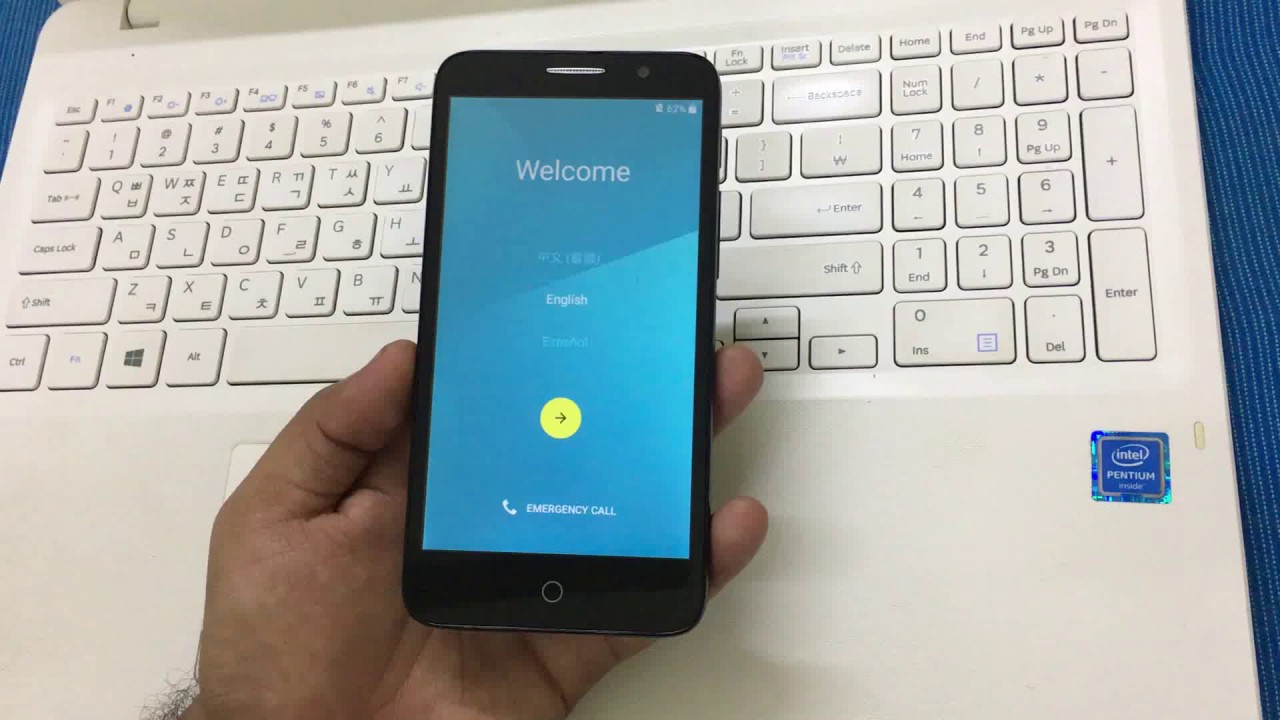 62%
Welcome
中文 (繁體)
English
Español
EMERGENCY CALL
Esc F1 F2 F3 F4 F5 F6 F7 Fn Lock Insert Delete Home End Pg Up Pg Dn
! 1 @ 2 # 3 $ 4 % 5 ^ 6 + = Backspace Num Lock / * -
Tab Q ㅃ ㅂ W ㅉ ㅈ E ㄸ ㄷ R ㄲ ㄱ T ㅆ ㅅ Y ㅛ } ] | ₩ 7 Home 8 ↑ 9 Pg Up +
Caps Lock A ㅁ S ㄴ D ㅇ F ㄹ G ㅎ H ㅗ ↵ Enter 4 ← 5 6 →
⇧ Shift Z ㅋ X ㅌ C ㅊ V ㅍ B ㅠ N Shift ⇧ 1 End 2 ↓ 3 Pg Dn Enter
Ctrl Fn Alt 0 Ins . Del
intel
PENTIUM
inside